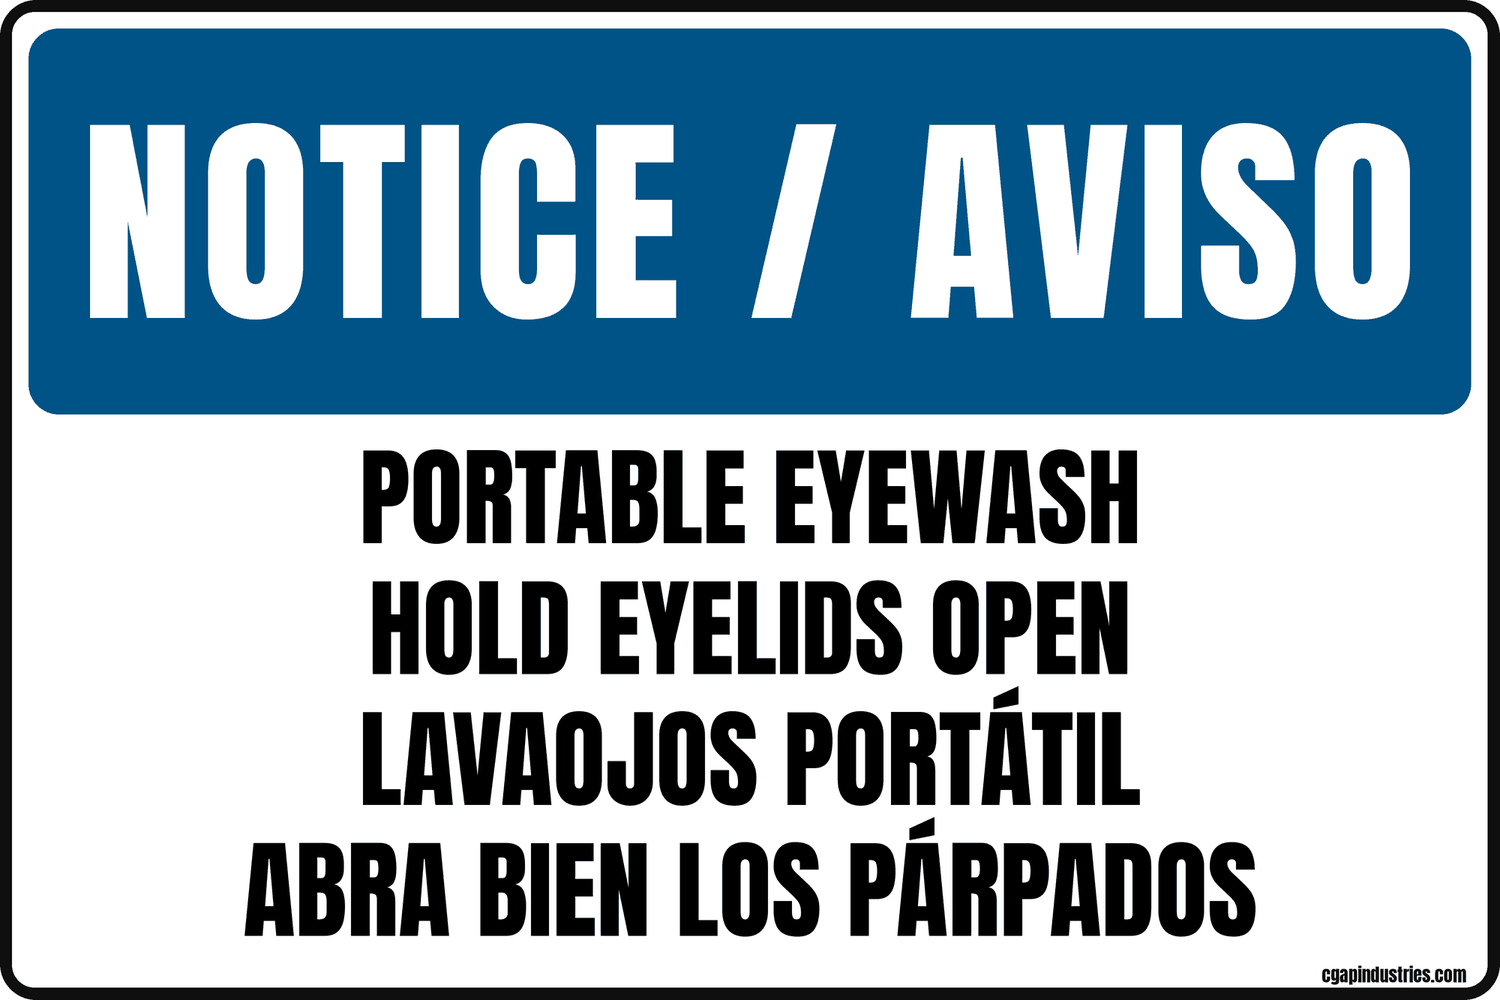 NOTICE / AVISO
PORTABLE EYEWASH
HOLD EYELIDS OPEN
LAVAOJOS PORTÁTIL
ABRA BIEN LOS PÁRPADOS
cgapindustries.com